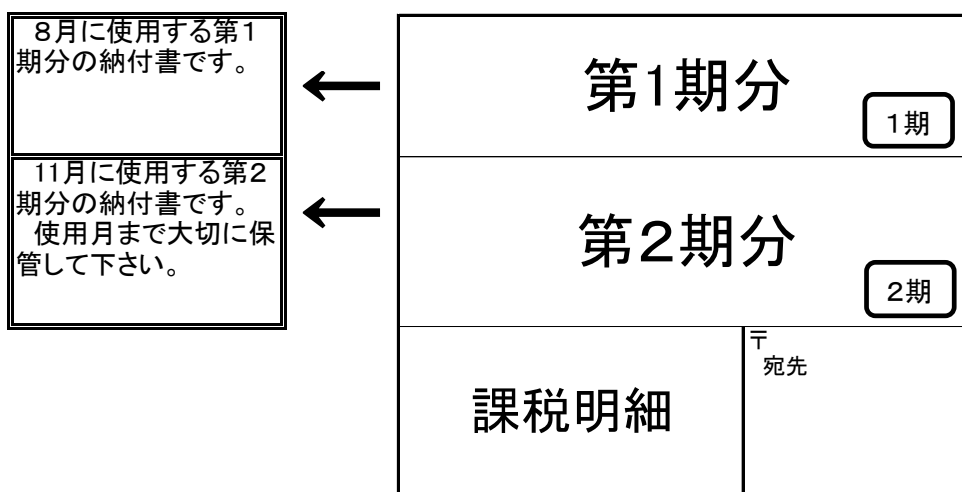 ８月に使用する第１
期分の納付書です。
第1期分
１期
11月に使用する第２
期分の納付書です。
使用月まで大切に保
管して下さい。
第２期分
２期
課税明細
〒
宛先